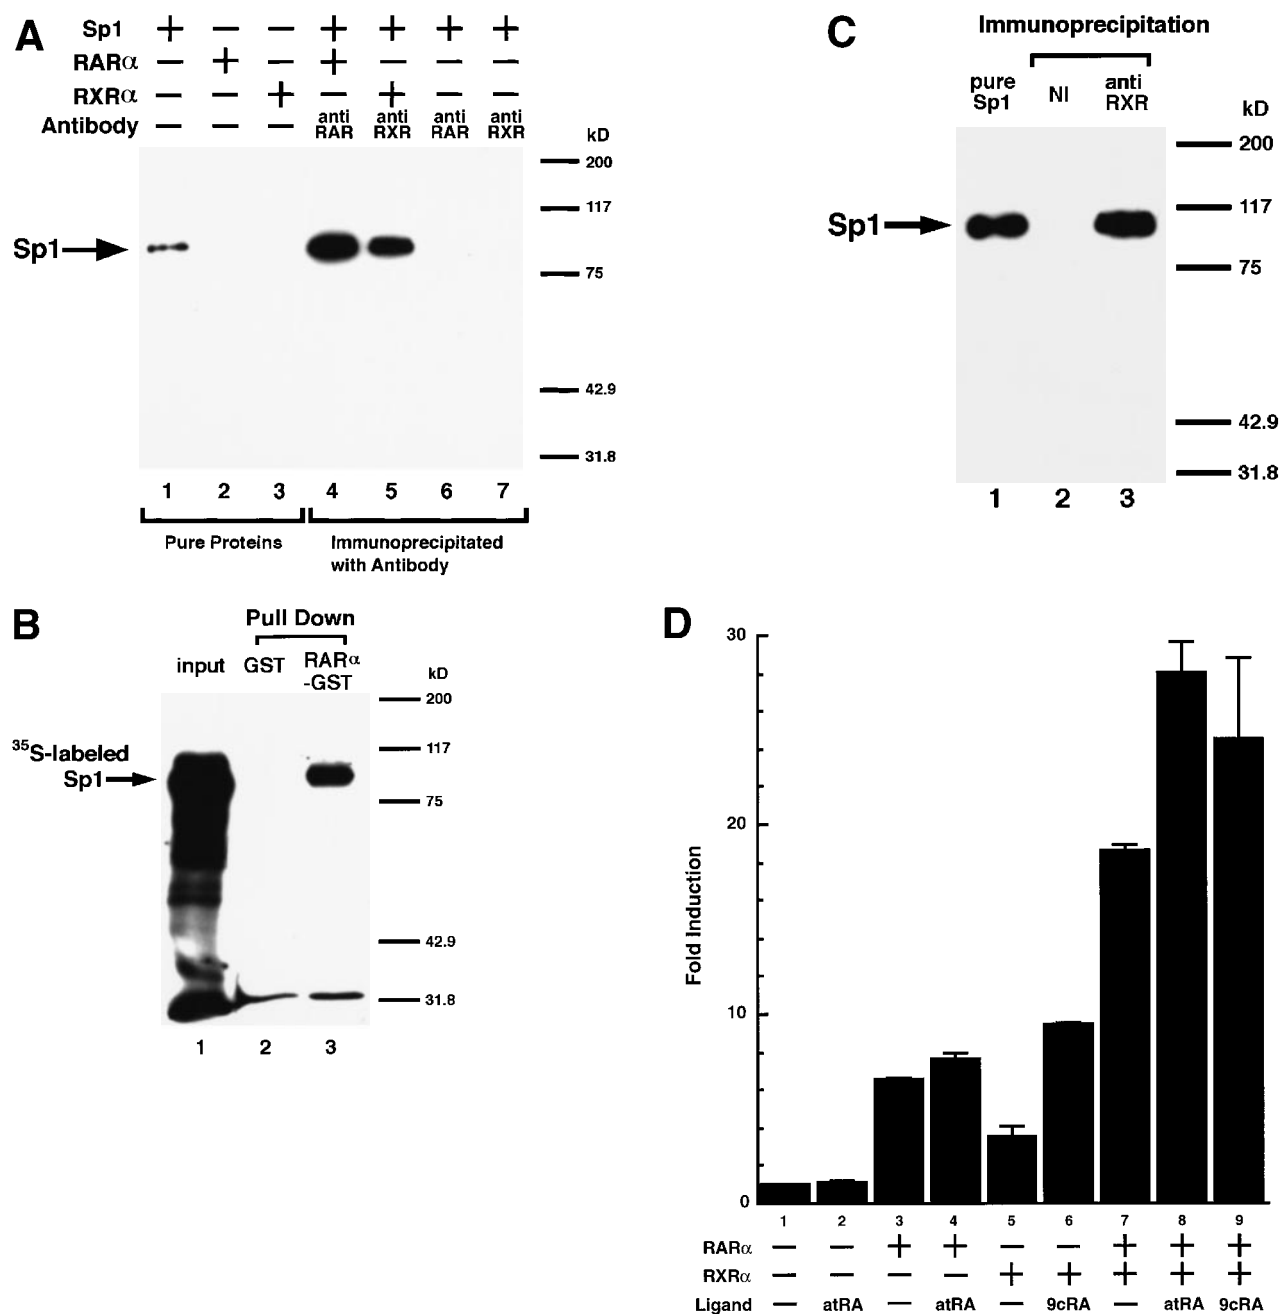 A
Sp1 + – – + + + +
RARα – + – + – – –
RXRα – – + – + – –
Antibody – – – anti RAR anti RXR anti RAR anti RXR
kD
200
117
Sp1
75
42.9
31.8
1 2 3 4 5 6 7
Pure Proteins
Immunoprecipitated
with Antibody
B
Pull Down
input GST RARα
-GST
kD
200
35S-labeled
Sp1
117
75
42.9
31.8
1 2 3
C
Immunoprecipitation
pure
Sp1
NI
anti
RXR
kD
200
117
Sp1
75
42.9
31.8
1 2 3
D
Fold Induction
30
20
10
0
1 2 3 4 5 6 7 8 9
RARα – – + + – – + + +
RXRα – – – – + + + + +
Ligand – atRA – atRA – 9cRA – atRA 9cRA